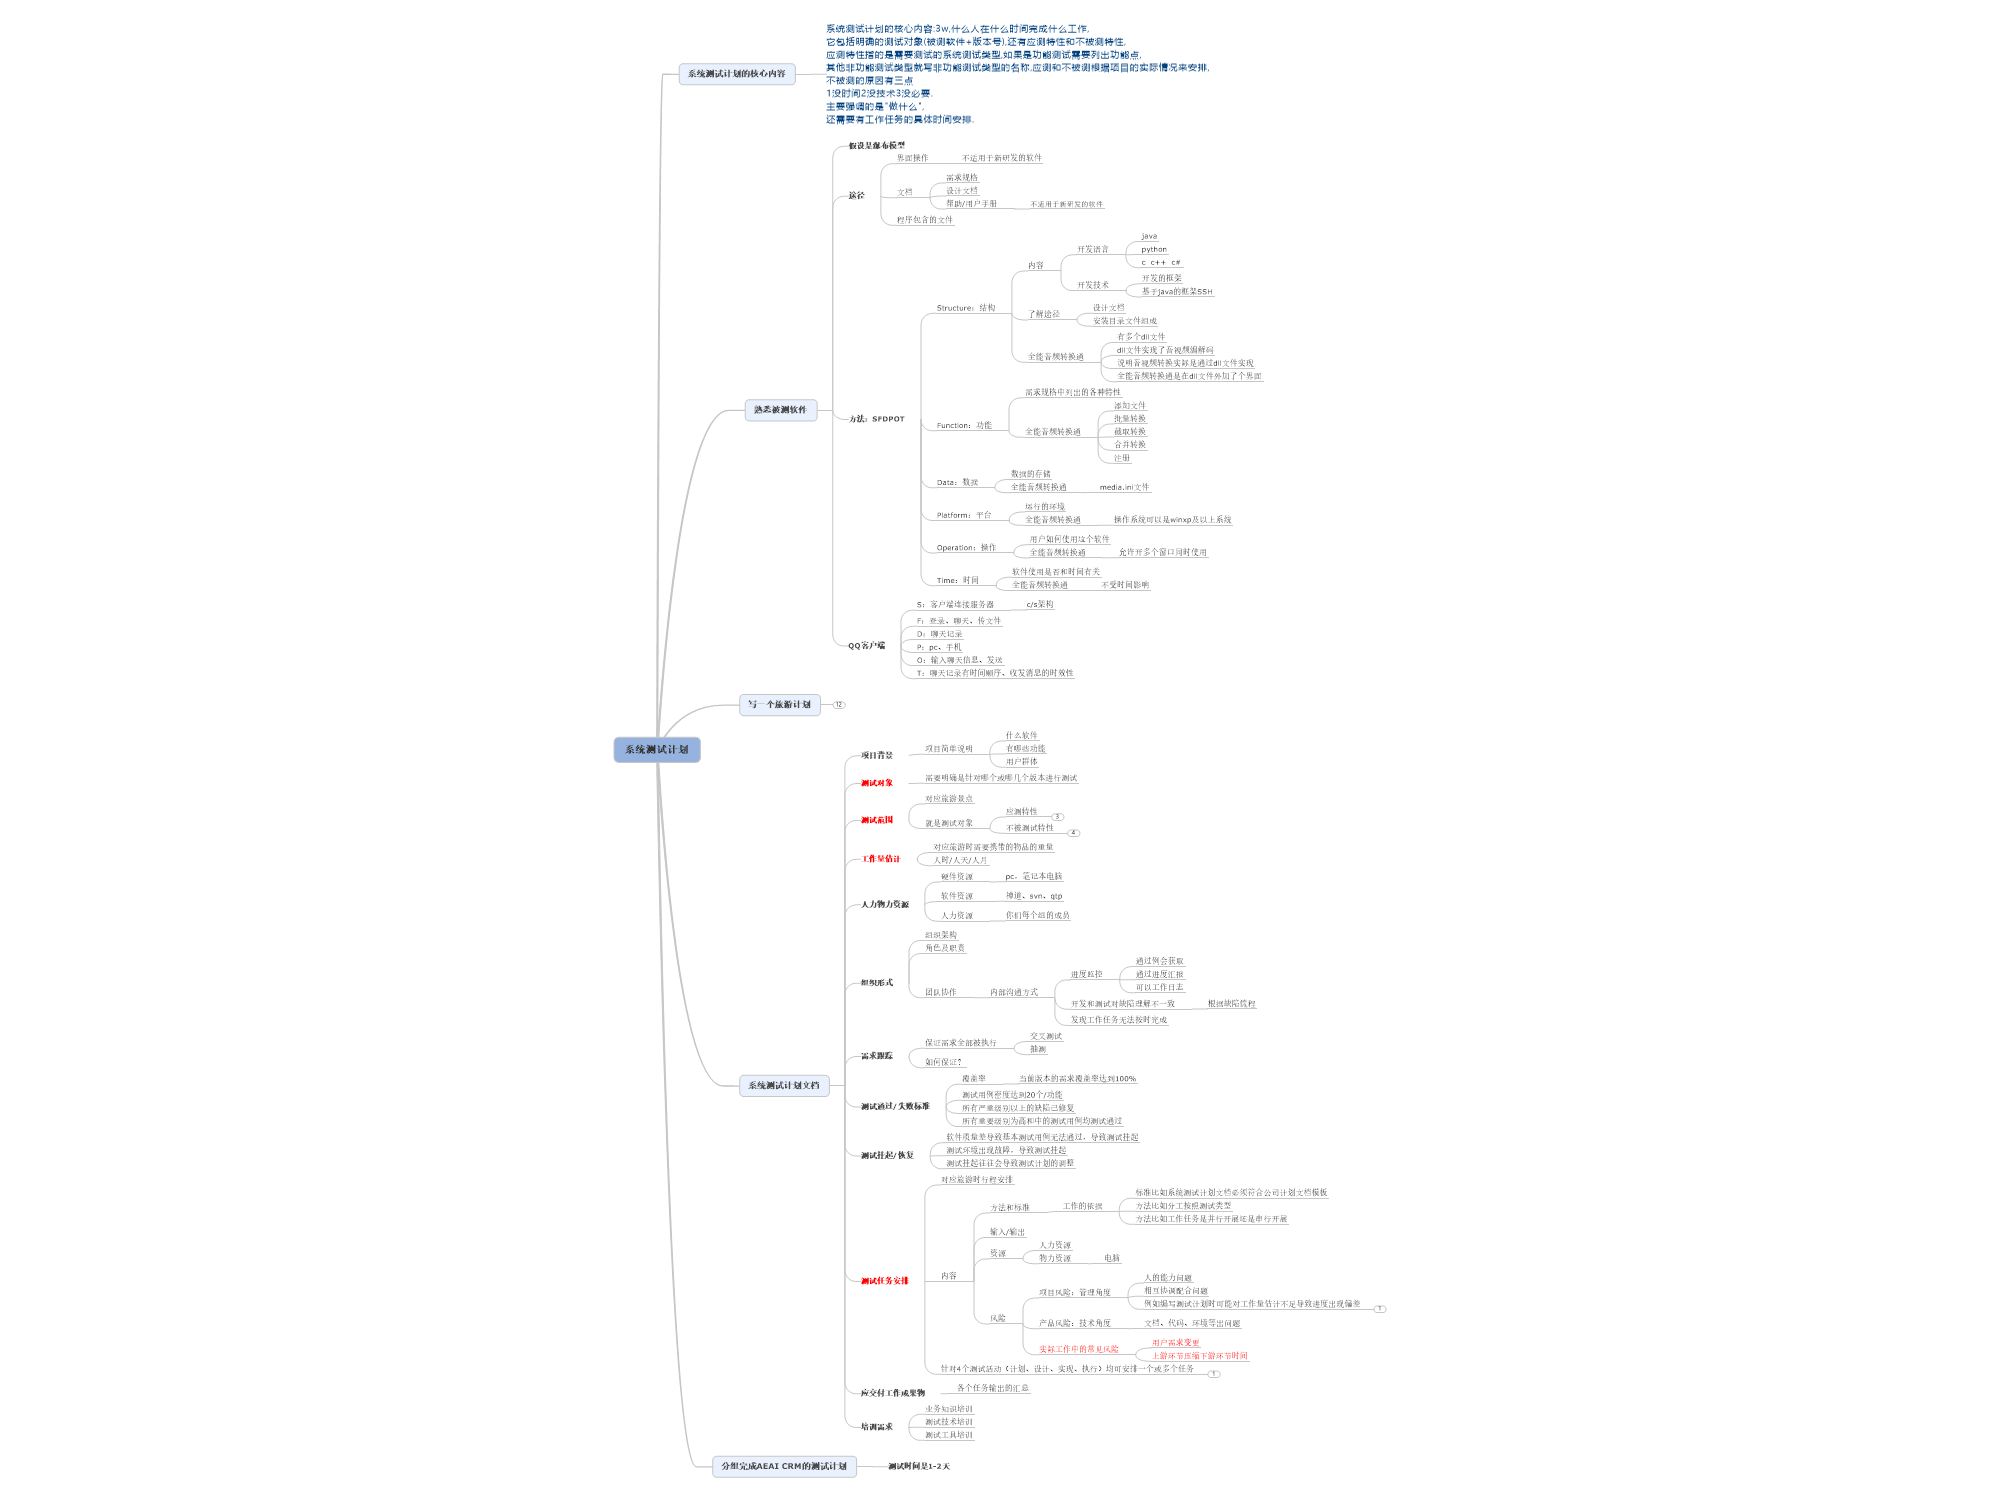 系统测试计划的核心内容:3w,什么人在什么时间完成什么工作,
它包括明确的测试对象(被测软件+版本号),还有应测特性和不被测特性,
应测特性指的是需要测试的系统测试类型,如果是功能测试需要列出功能点,
其他非功能测试类型就写非功能测试类型的名称,应测和不被测根据项目的实际情况来安排,
不被测的原因有三点
1没时间2没技术3没必要,
主要强调的是"做什么",
还需要有工作任务的具体时间安排.
系统测试计划的核心内容
假设是瀑布模型
界面操作
不适用于新研发的软件
途径
文档
需求规格
设计文档
帮助/用户手册
不适用于新研发的软件
程序包含的文件
熟悉被测软件
方法：SFDPOT
Structure：结构
内容
开发语言
java
python
c c++ c#
开发技术
开发的框架
基于java的框架SSH
了解途径
设计文档
安装目录文件组成
全能音频转换通
有多个dll文件
dll文件实现了音视频编解码
说明音视频转换实际是通过dll文件实现
全能音频转换通是在dll文件外加了个界面
Function：功能
需求规格中列出的各种特性
全能音频转换通
添加文件
批量转换
截取转换
合并转换
注册
Data：数据
数据的存储
全能音频转换通
media.ini文件
Platform：平台
运行的环境
全能音频转换通
操作系统可以是winxp及以上系统
Operation：操作
用户如何使用这个软件
全能音频转换通
允许开多个窗口同时使用
Time：时间
软件使用是否和时间有关
全能音频转换通
不受时间影响
QQ客户端
S：客户端连接服务器
c/s架构
F：登录、聊天、传文件
D：聊天记录
P：pc、手机
O：输入聊天信息、发送
T：聊天记录有时间顺序、收发消息的时效性
写一个旅游计划
12
系统测试计划
系统测试计划文档
项目背景
项目简单说明
什么软件
有哪些功能
用户群体
测试对象
需要明确是针对哪个或哪几个版本进行测试
测试范围
对应旅游景点
就是测试对象
应测特性
3
不被测试特性
4
工作量估计
对应旅游时需要携带的物品的重量
人时/人天/人月
人力物力资源
硬件资源
pc，笔记本电脑
软件资源
禅道、svn、qtp
人力资源
你们每个组的成员
组织形式
组织架构
角色及职责
团队协作
内部沟通方式
进度监控
通过例会获取
通过进度汇报
可以工作日志
开发和测试对缺陷理解不一致
根据缺陷流程
发现工作任务无法按时完成
需求跟踪
保证需求全部被执行
交叉测试
抽测
如何保证?
测试通过/失败标准
覆盖率
当前版本的需求覆盖率达到100%
测试用例密度达到20个/功能
所有严重级别以上的缺陷已修复
所有重要级别为高和中的测试用例均测试通过
测试挂起/恢复
软件质量差导致基本测试用例无法通过，导致测试挂起
测试环境出现故障，导致测试挂起
测试挂起往往会导致测试计划的调整
测试任务安排
对应旅游时行程安排
内容
方法和标准
工作的依据
标准比如系统测试计划文档必须符合公司计划文档模板
方法比如分工按照测试类型
方法比如工作任务是并行开展还是串行开展
输入/输出
资源
人力资源
物力资源
电脑
风险
项目风险：管理角度
人的能力问题
相互协调配合问题
例如编写测试计划时可能对工作量估计不足导致进度出现偏差
1
产品风险：技术角度
文档、代码、环境等出问题
实际工作中的常见风险
用户需求变更
上游环节压缩下游环节时间
针对4个测试活动（计划、设计、实现、执行）均可安排一个或多个任务
1
应交付工作成果物
各个任务输出的汇总
培训需求
业务知识培训
测试技术培训
测试工具培训
分组完成AEAI CRM的测试计划
测试时间是1-2天